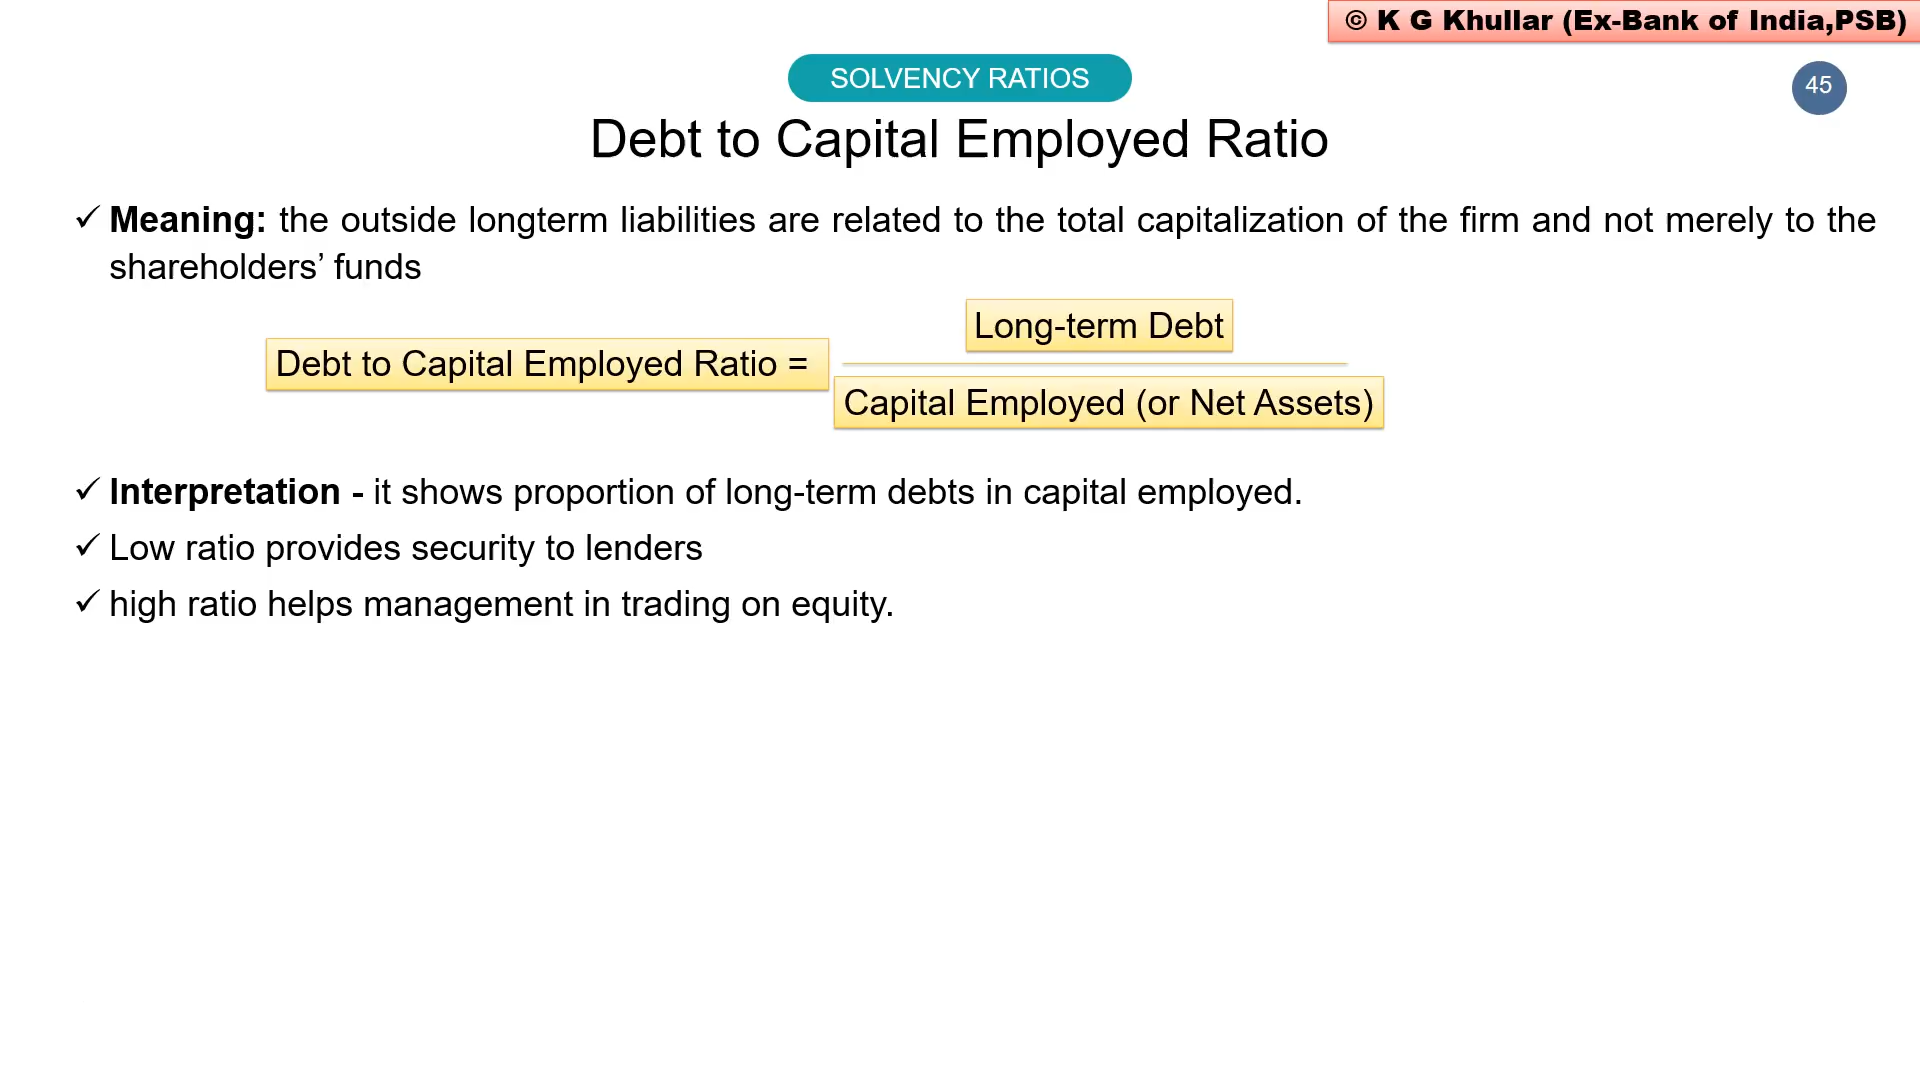 © K G Khullar (Ex-Bank of India,PSB)
SOLVENCY RATIOS
45
Debt to Capital Employed Ratio
✓ Meaning: the outside longterm liabilities are related to the total capitalization of the firm and not merely to the
shareholders’ funds
Long-term Debt
Debt to Capital Employed Ratio =
Capital Employed (or Net Assets)
✓ Interpretation - it shows proportion of long-term debts in capital employed.
✓ Low ratio provides security to lenders
✓ high ratio helps management in trading on equity.